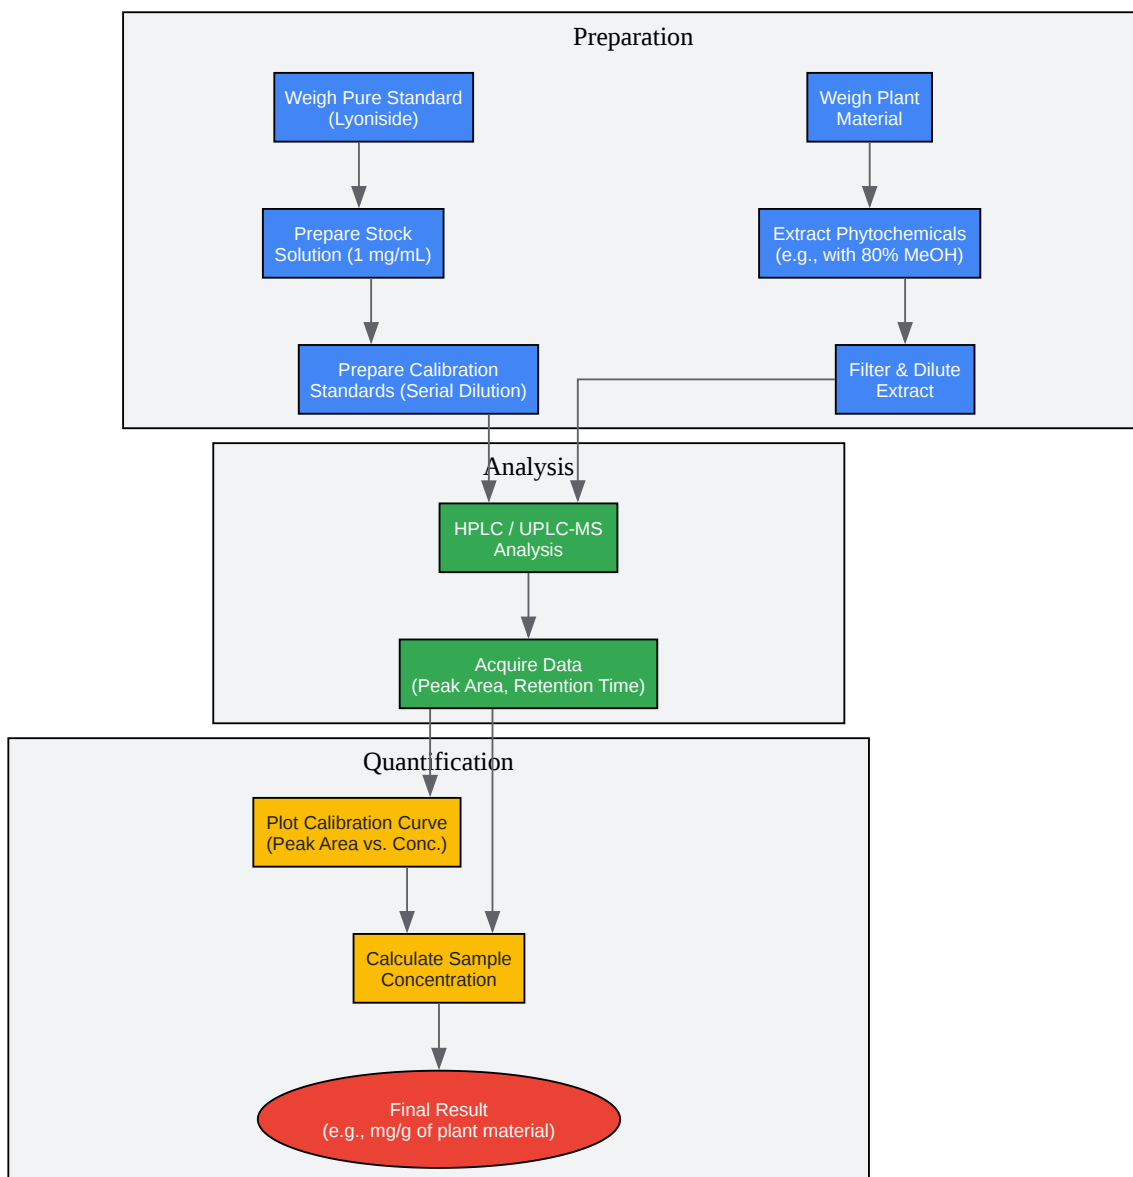 Preparation
Weigh Pure Standard
(Lyoniside)
Weigh Plant
Material
Prepare Stock
Solution (1 mg/mL)
Extract Phytochemicals
(e.g., with 80% MeOH)
Prepare Calibration
Standards (Serial Dilution)
Filter & Dilute
Extract
Analysis
HPLC / UPLC-MS
Analysis
Acquire Data
(Peak Area, Retention Time)
Quantification
Plot Calibration Curve
(Peak Area vs. Conc.)
Calculate Sample
Concentration
Final Result
(e.g., mg/g of plant material)